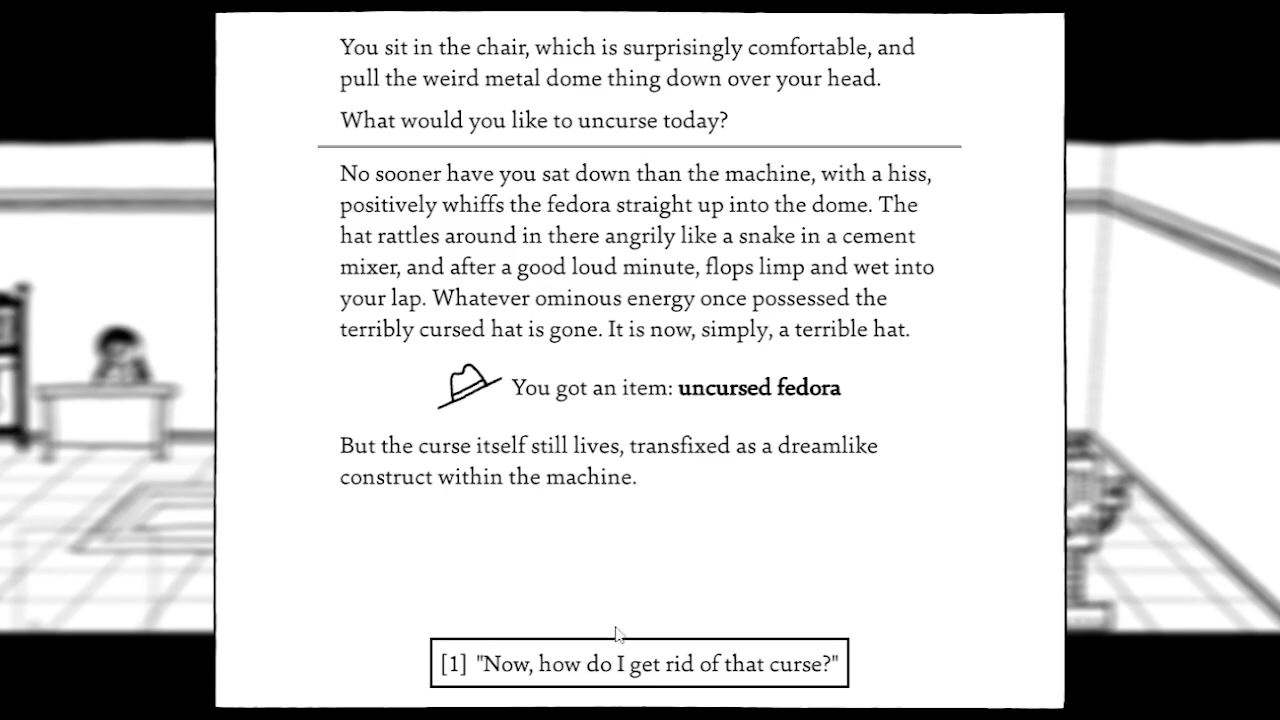 You sit in the chair, which is surprisingly comfortable, and
pull the weird metal dome thing down over your head.
What would you like to uncurse today?
No sooner have you sat down than the machine, with a hiss,
positively whiffs the fedora straight up into the dome. The
hat rattles around in there angrily like a snake in a cement
mixer, and after a good loud minute, flops limp and wet into
your lap. Whatever ominous energy once possessed the
terribly cursed hat is gone. It is now, simply, a terrible hat.
You got an item: uncursed fedora
But the curse itself still lives, transfixed as a dreamlike
construct within the machine.
[1] "Now, how do I get rid of that curse?"